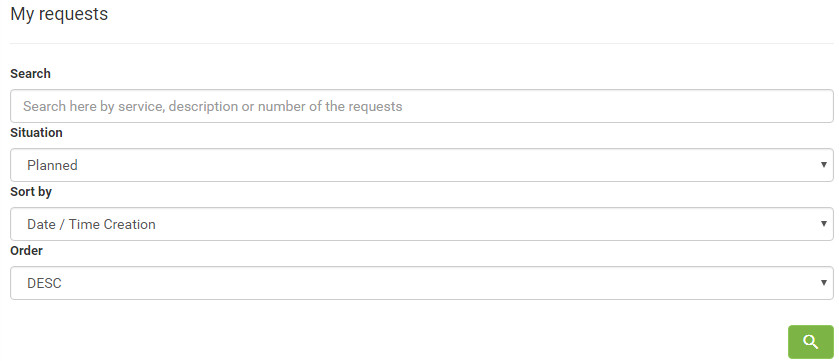 My requests
Search
Search here by service, description or number of the requests
Situation
Planned
Sort by
Date / Time Creation
Order
DESC